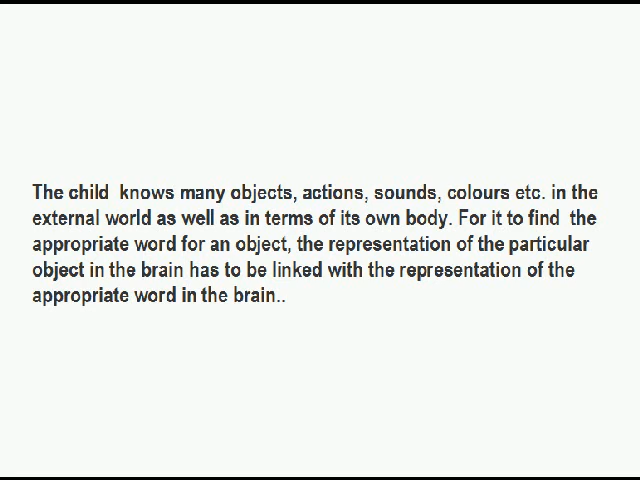 The child  knows many objects, actions, sounds, colours etc. in the
external world as well as in terms of its own body. For it to find  the
appropriate word for an object, the representation of the particular
object in the brain has to be linked with the representation of the
appropriate word in the brain..